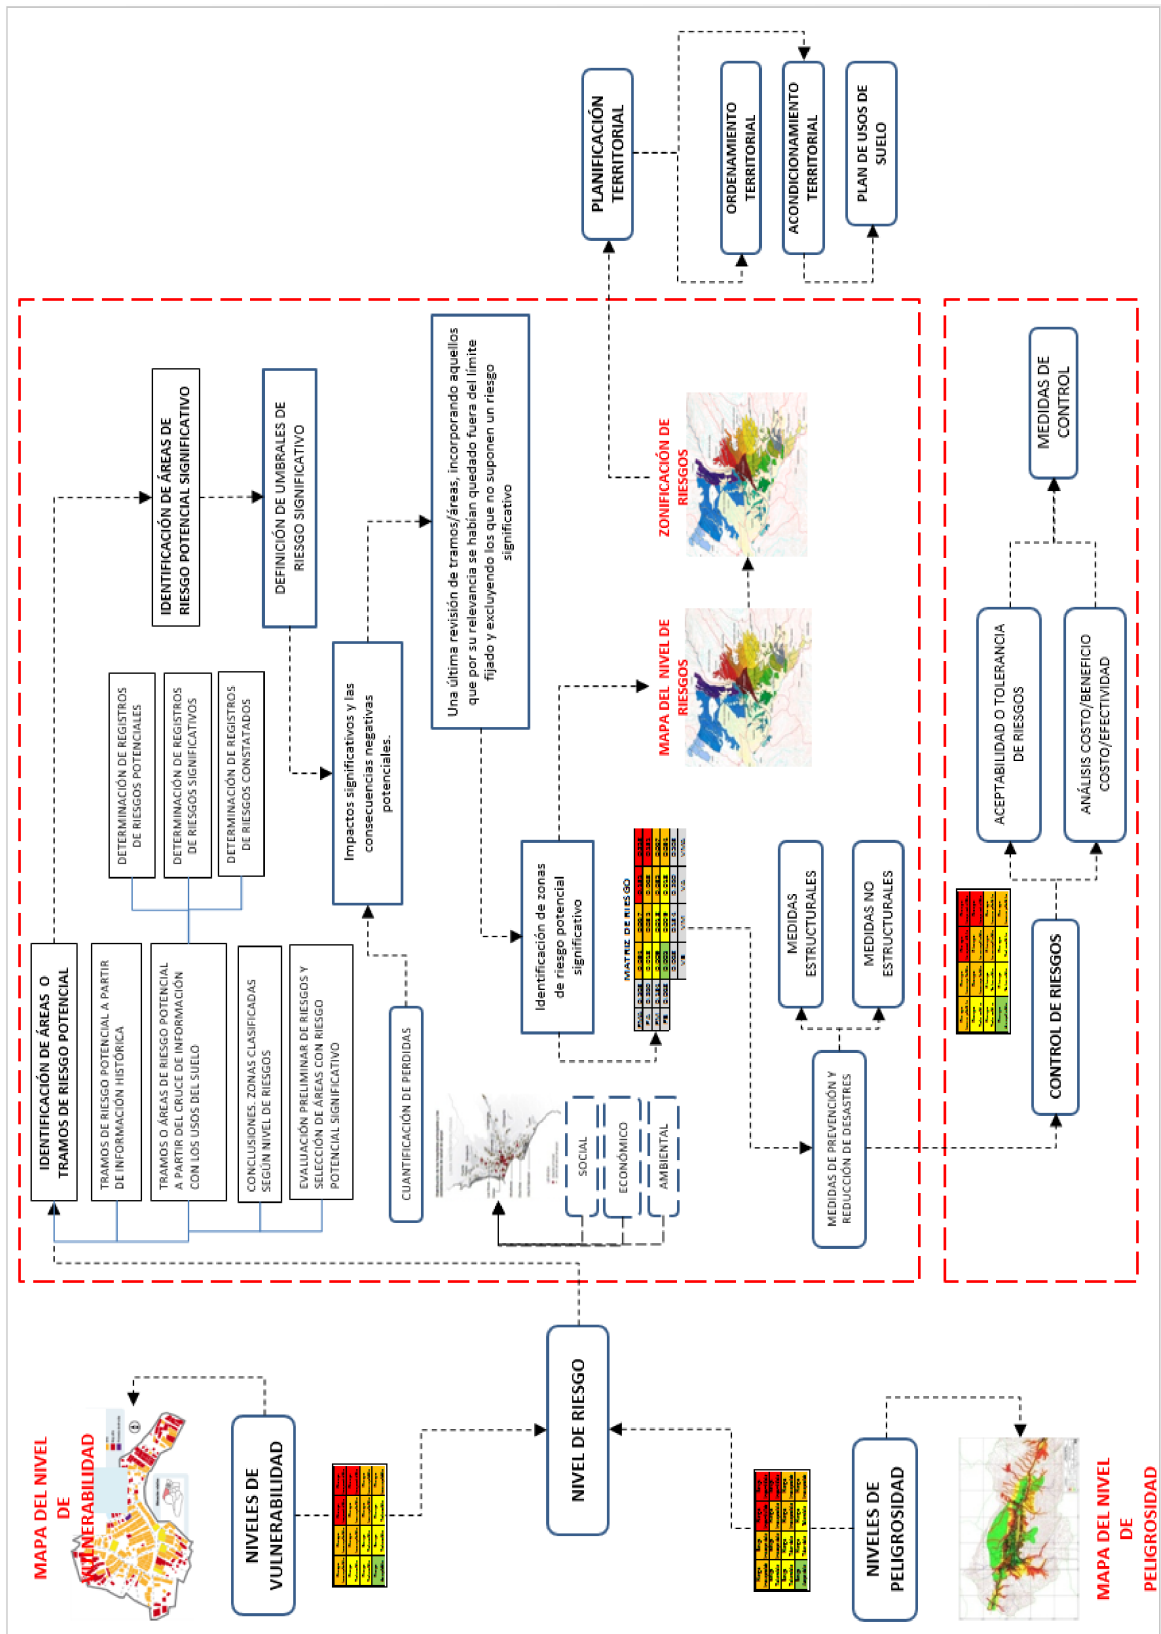 MAPA DEL NIVEL
DE
VULNERABILIDAD
NIVELES DE
VULNERABILIDAD
NIVEL DE RIESGO
NIVELES DE
PELIGROSIDAD
MAPA DEL NIVEL
DE
PELIGROSIDAD
IDENTIFICACIÓN DE ÁREAS O
TRAMOS DE RIESGO POTENCIAL
TRAMOS DE RIESGO POTENCIAL A PARTIR
DE INFORMACIÓN HISTÓRICA
TRAMOS O ÁREAS DE RIESGO POTENCIAL
A PARTIR DEL CRUCE DE INFORMACIÓN
CON LOS USOS DEL SUELO
CONCLUSIONES. ZONAS CLASIFICADAS
SEGÚN NIVEL DE RIESGOS
EVALUACIÓN PRELIMINAR DE RIESGOS Y
SELECCIÓN DE ÁREAS CON RIESGO
POTENCIAL SIGNIFICATIVO
DETERMINACIÓN DE REGISTROS
DE RIESGOS POTENCIALES
DETERMINACIÓN DE REGISTROS
DE RIESGOS SIGNIFICATIVOS
DETERMINACIÓN DE REGISTROS
DE RIESGOS CONSTATADOS
IDENTIFICACIÓN DE ÁREAS DE
RIESGO POTENCIAL SIGNIFICATIVO
DEFINICIÓN DE UMBRALES DE
RIESGO SIGNIFICATIVO
CUANTIFICACIÓN DE PERDIDAS
Impactos significativos y las
consecuencias negativas
potenciales.
Una última revisión de tramos/áreas, incorporando aquellos
que por su relevancia se habían quedado fuera del límite
fijado y excluyendo los que no suponen un riesgo
significativo
SOCIAL
ECONÓMICO
AMBIENTAL
Identificación de zonas
de riesgo potencial
significativo
MATRIZ DE RIESGO
MAPA DEL NIVEL DE
RIESGOS
ZONIFICACIÓN DE
RIESGOS
MEDIDAS DE PREVENCIÓN Y
REDUCCIÓN DE DESASTRES
MEDIDAS
ESTRUCTURALES
MEDIDAS NO
ESTRUCTURALES
CONTROL DE RIESGOS
ACEPTABILIDAD O TOLERANCIA
DE RIESGOS
ANÁLISIS COSTO/BENEFICIO
COSTO/EFECTIVIDAD
MEDIDAS DE
CONTROL
PLANIFICACIÓN
TERRITORIAL
ORDENAMIENTO
TERRITORIAL
ACONDICIONAMIENTO
TERRITORIAL
PLAN DE USOS DE
SUELO